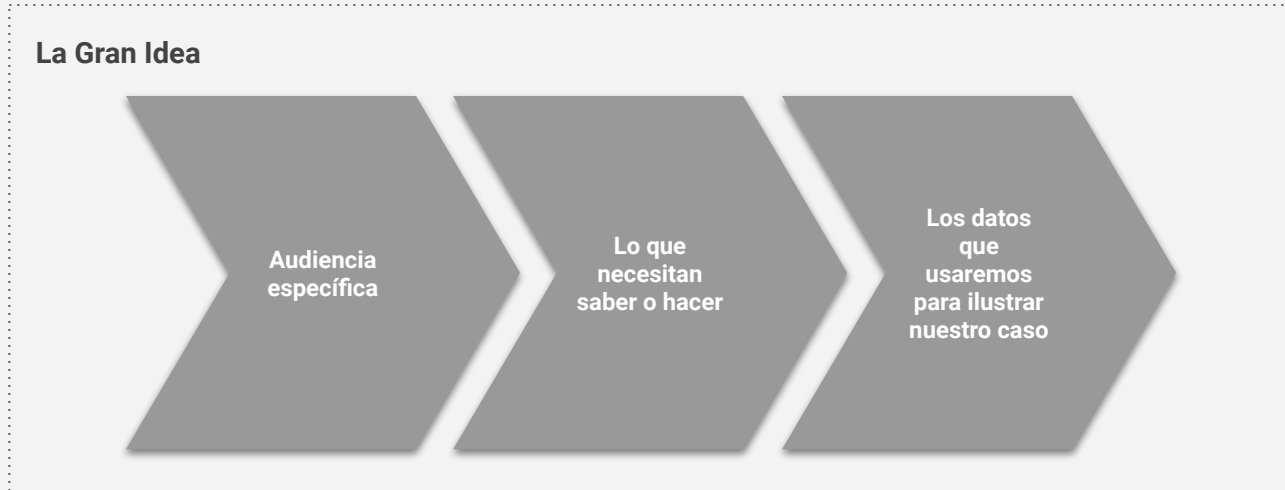 La Gran Idea
Audiencia
específica
Lo que
necesitan
saber o hacer
Los datos
que
usaremos
para ilustrar
nuestro caso